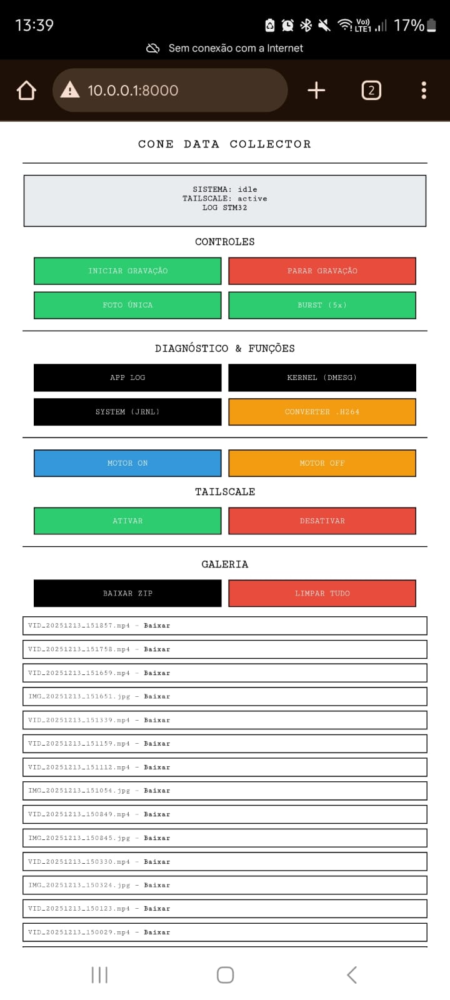 13:39
Vo))
LTE1
17%
Sem conexão com a Internet
10.0.0.1:8000
2
CONE DATA COLLECTOR
SISTEMA: idle
TAILSCALE: active
LOG STM32
CONTROLES
INICIAR GRAVAÇÃO
PARAR GRAVAÇÃO
FOTO ÚNICA
BURST (5x)
DIAGNÓSTICO & FUNÇÕES
APP LOG
KERNEL (DMESG)
SYSTEM (JRNL)
CONVERTER .H264
MOTOR ON
MOTOR OFF
TAILSCALE
ATIVAR
DESATIVAR
GALERIA
BAIXAR ZIP
LIMPAR TUDO
VID_20251213_151857.mp4 - Baixar
VID_20251213_151758.mp4 - Baixar
VID_20251213_151659.mp4 - Baixar
IMG_20251213_151651.jpg - Baixar
VID_20251213_151339.mp4 - Baixar
VID_20251213_151159.mp4 - Baixar
VID_20251213_151112.mp4 - Baixar
IMG_20251213_151054.jpg - Baixar
VID_20251213_150849.mp4 - Baixar
IMG_20251213_150845.jpg - Baixar
VID_20251213_150330.mp4 - Baixar
IMG_20251213_150324.jpg - Baixar
VID_20251213_150123.mp4 - Baixar
VID_20251213_150029.mp4 - Baixar